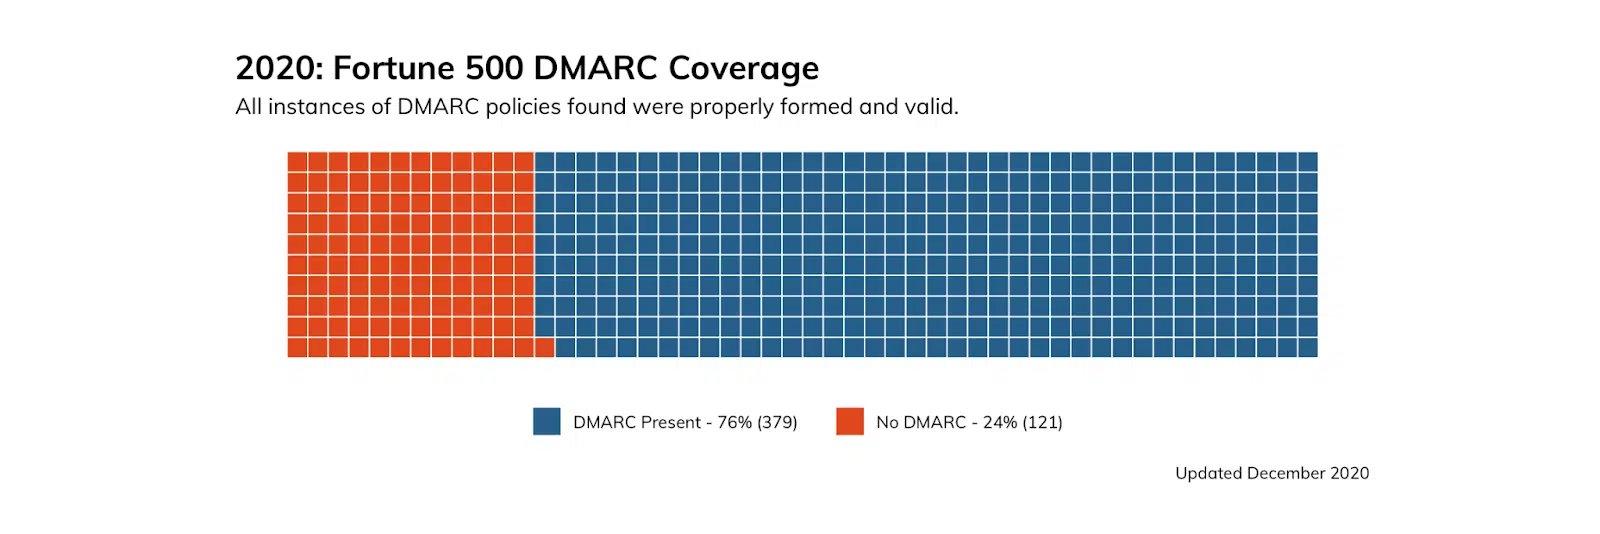 2020: Fortune 500 DMARC Coverage
All instances of DMARC policies found were properly formed and valid.
DMARC Present - 76% (379)
No DMARC - 24% (121)
Updated December 2020